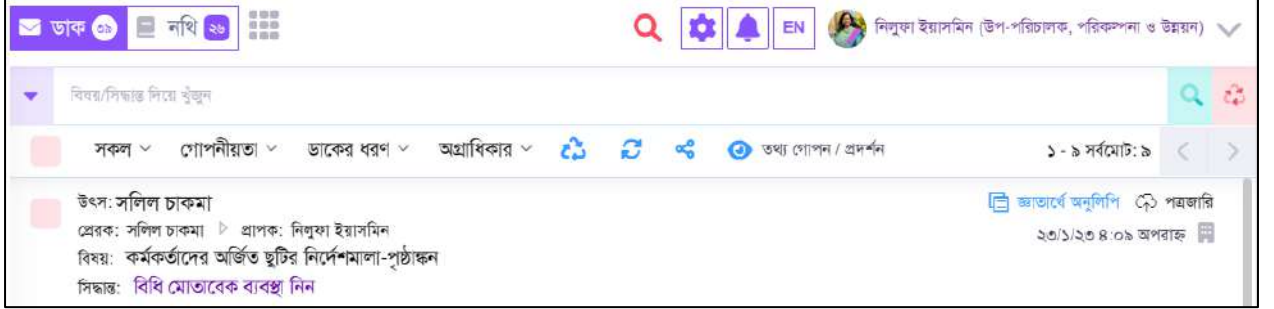 ডাক ৩৯ নথি ২৬ EN নিলুফা ইয়াসমিন (উপ-পরিচালক, পরিকল্পনা ও উন্নয়ন)
বিষয়/সিদ্ধান্ত দিয়ে খুঁজুন
সকল গোপনীয়তা ডাকের ধরণ অগ্রাধিকার তথ্য গোপন / প্রদর্শন ১ - ৯ সর্বমোট: ৯
উৎস: সলিল চাকমা জ্ঞাতার্থে অনুলিপি পত্রজারি
প্রেরক: সলিল চাকমা প্রাপক: নিলুফা ইয়াসমিন ২৩/১/২৩ ৪:০৯ অপরাহ্ন
বিষয়: কর্মকর্তাদের অর্জিত ছুটির নির্দেশমালা-পৃষ্ঠাঙ্কন
সিদ্ধান্ত: বিধি মোতাবেক ব্যবস্থা নিন